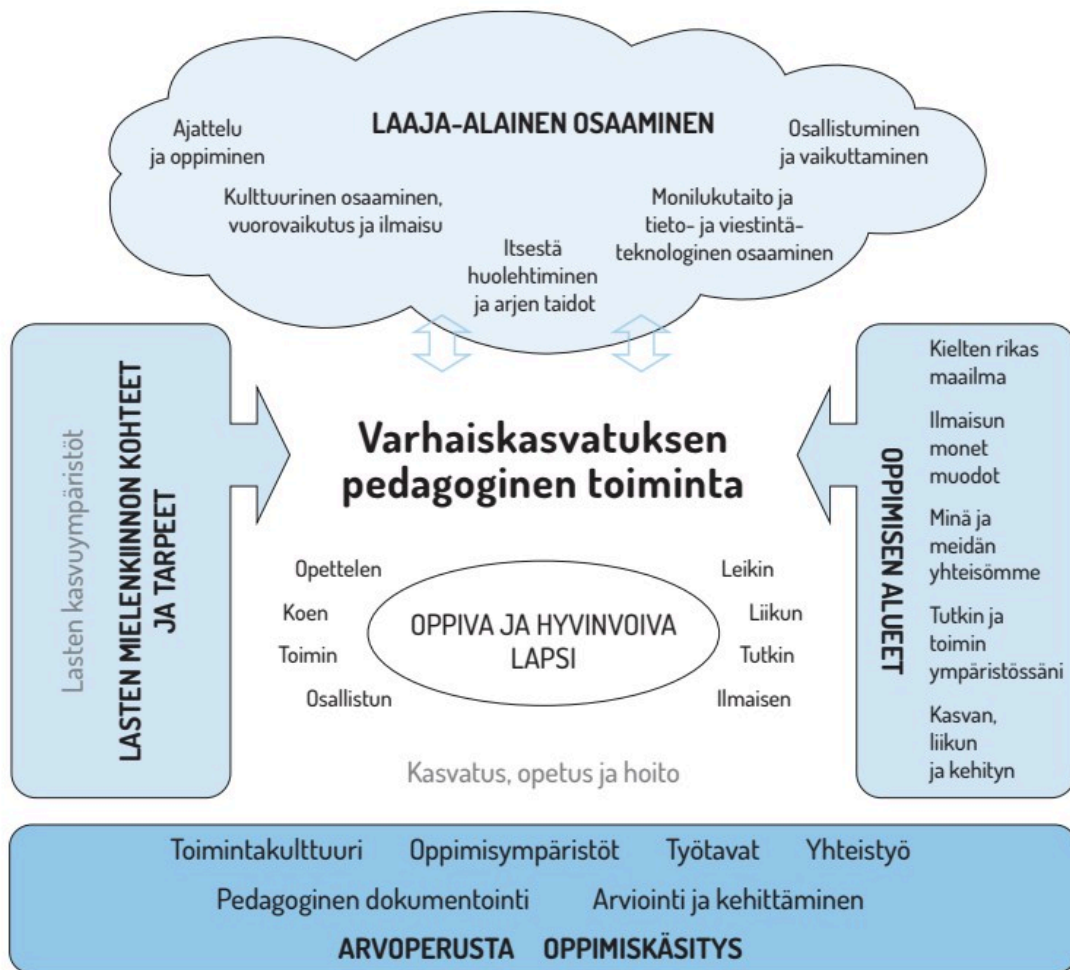 LAAJA-ALAINEN OSAAMINEN
Ajattelu
ja oppiminen
Kulttuurinen osaaminen,
vuorovaikutus ja ilmaisu
Itsestä
huolehtiminen
ja arjen taidot
Monilukutaito ja
tieto- ja viestintä-
teknologinen osaaminen
Osallistuminen
ja vaikuttaminen
Lasten kasvuympäristöt
LASTEN MIELENKIINNON KOHTEET
JA TARPEET
Varhaiskasvatuksen
pedagoginen toiminta
Opettelen
Koen
Toimin
Osallistun
OPPIVA JA HYVINVOIVA
LAPSI
Leikin
Liikun
Tutkin
Ilmaisen
Kasvatus, opetus ja hoito
OPPIMISEN ALUEET
Kielten rikas
maailma
Ilmaisun
monet
muodot
Minä ja
meidän
yhteisömme
Tutkin ja
toimin
ympäristössäni
Kasvan,
liikun
ja kehityn
Toimintakulttuuri Oppimisympäristöt Työtavat Yhteistyö
Pedagoginen dokumentointi Arviointi ja kehittäminen
ARVOPERUSTA OPPIMISKÄSITYS